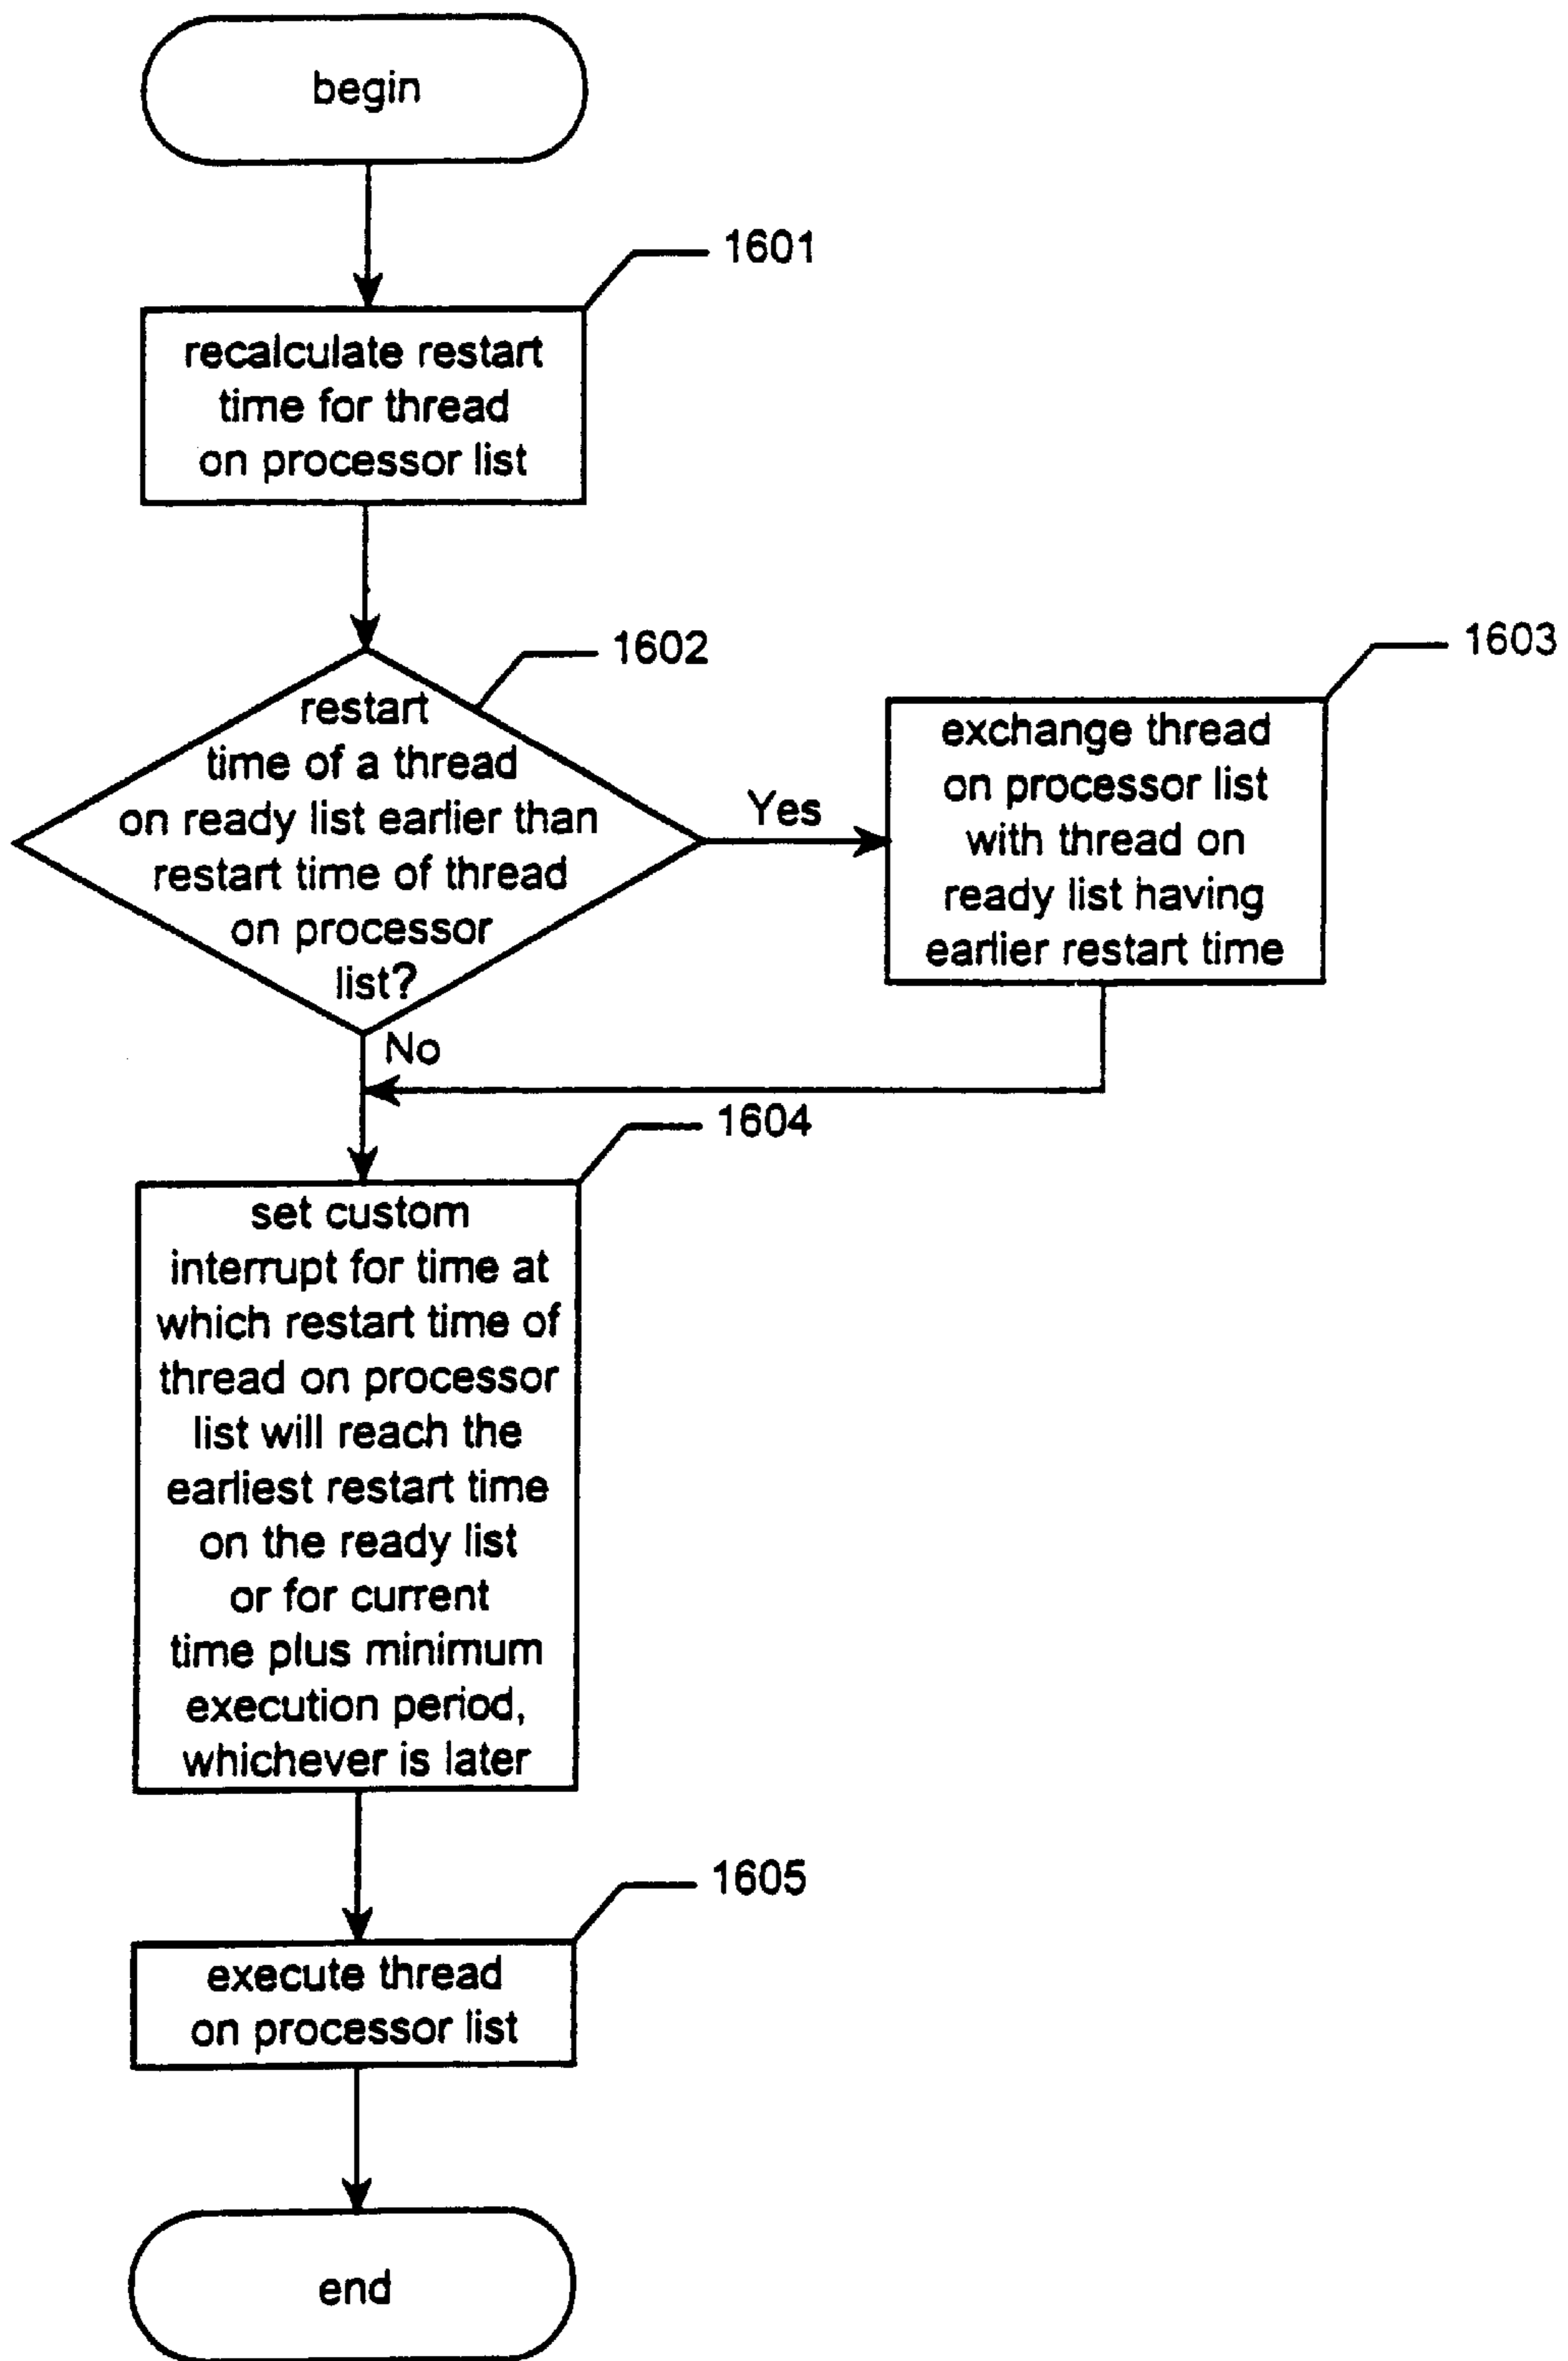 begin
1601
recalculate restart
time for thread
on processor list
1602
restart
time of a thread
on ready list earlier than
restart time of thread
on processor
list?
Yes
1603
exchange thread
on processor list
with thread on
ready list having
earlier restart time
No
1604
set custom
interrupt for time at
which restart time of
thread on processor
list will reach the
earliest restart time
on the ready list
or for current
time plus minimum
execution period,
whichever is later
1605
execute thread
on processor list
end